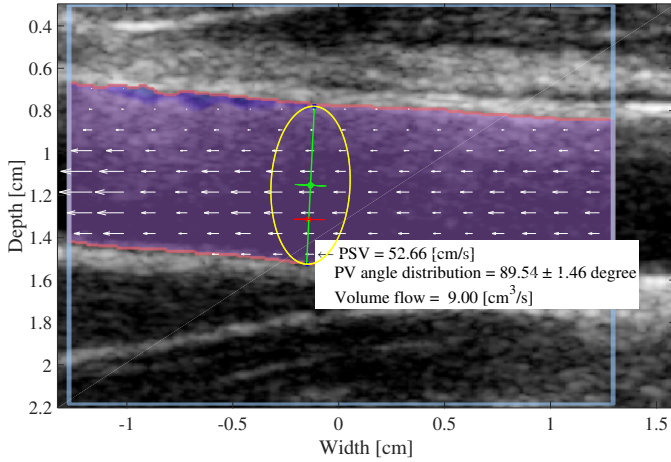 0.4
0.6
0.8
1
1.2
1.4
1.6
1.8
2
2.2
Depth [cm]
← PSV = 52.66 [cm/s]
PV angle distribution = 89.54 ± 1.46 degree
Volume flow = 9.00 [cm³/s]
-1 -0.5 0 0.5 1 1.5
Width [cm]